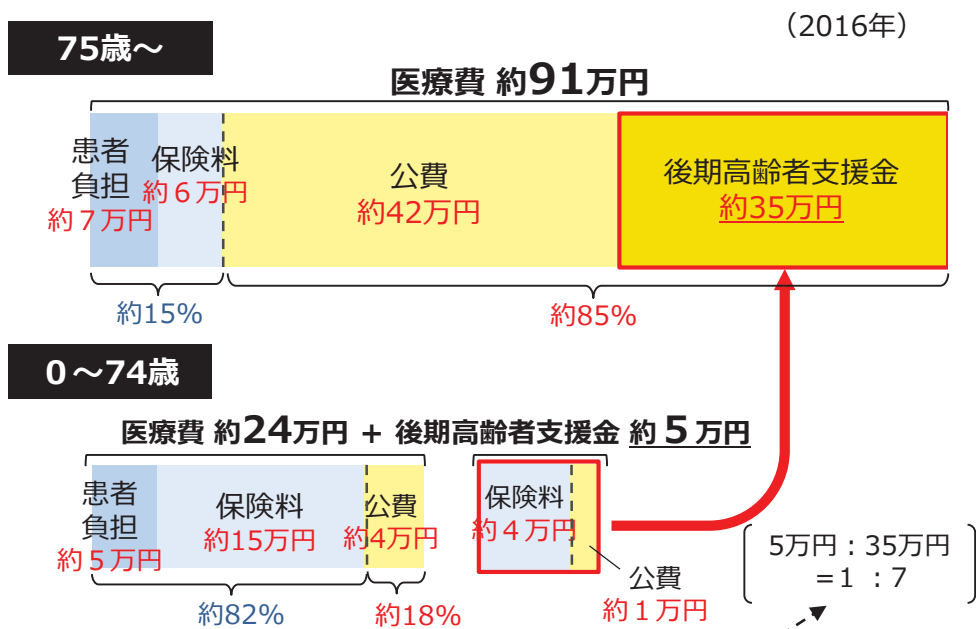 （2016年）
75歳～
医療費 約91万円
患者
負担
約７万円
保険料
約６万円
公費
約42万円
後期高齢者支援金
約35万円
約15%
約85%
０～74歳
医療費 約24万円 + 後期高齢者支援金 約５万円
患者
負担
約５万円
保険料
約15万円
公費
約4万円
保険料
約４万円
公費
約１万円
約82%
約18%
5万円：35万円
＝１ ：７